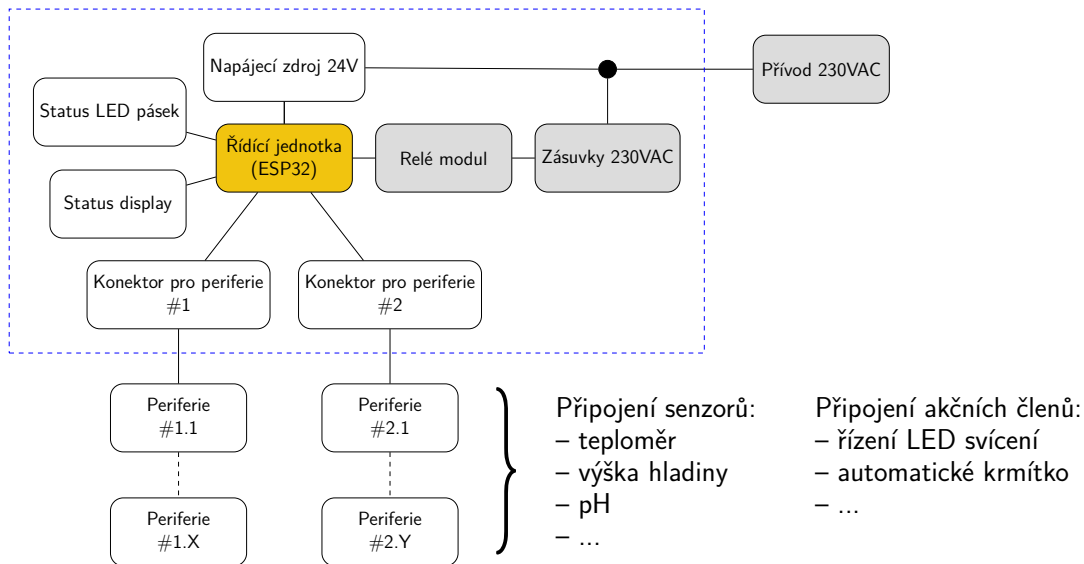 Napájecí zdroj 24V
Přívod 230VAC
Status LED pásek
Řídící jednotka
(ESP32)
Relé modul
Zásuvky 230VAC
Status display
Konektor pro periferie
#1
Konektor pro periferie
#2
Periferie
#1.1
Periferie
#2.1
Periferie
#1.X
Periferie
#2.Y
Připojení senzorů:
– teploměr
– výška hladiny
– pH
– ...
Připojení akčních členů:
– řízení LED svícení
– automatické krmítko
– ...